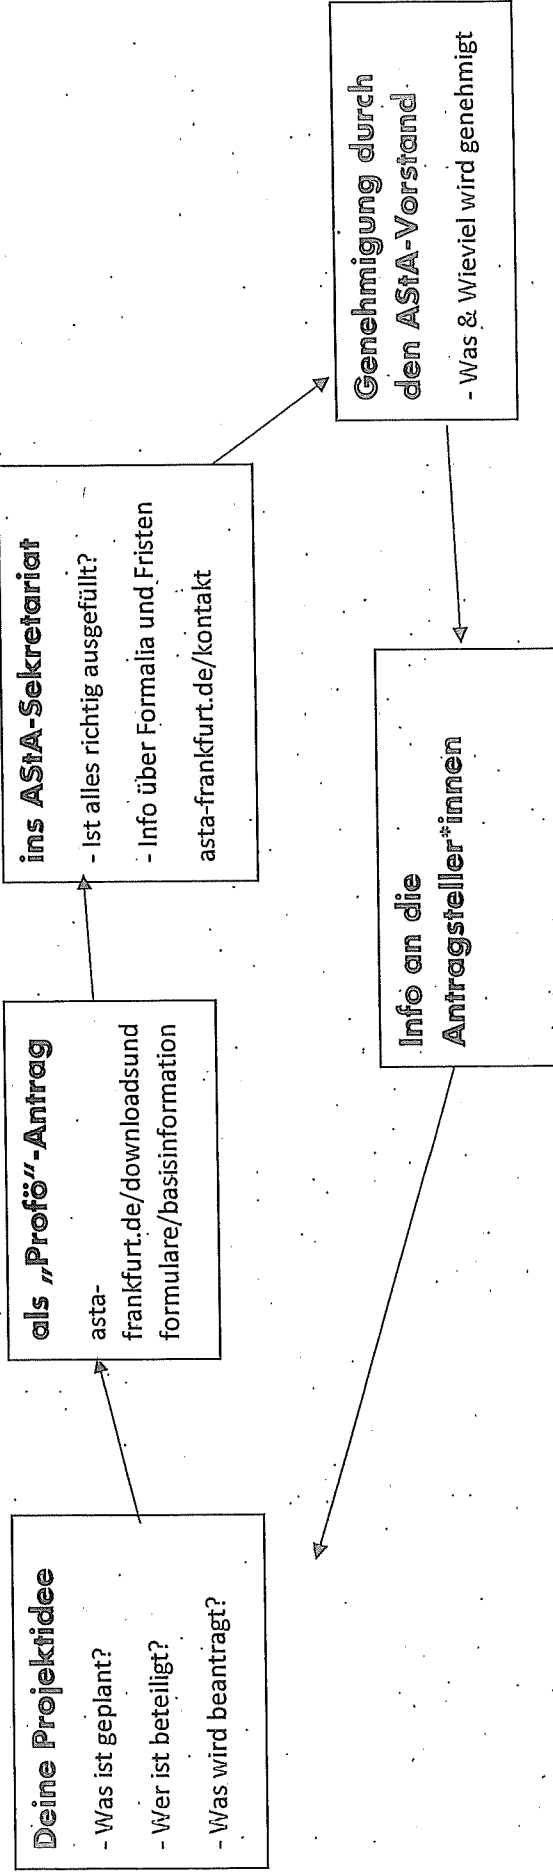 Deine Projektidee
- Was ist geplant?
- Wer ist beteiligt?
- Was wird beantragt?
als „Profö“-Antrag
asta-
frankfurt.de/downloadsund
formulare/basisinformation
ins AStA-Sekretariat
- Ist alles richtig ausgefüllt?
- Info über Formalia und Fristen
asta-frankfurt.de/kontakt
Genehmigung durch
den AStA-Vorstand
- Was & Wieviel wird genehmigt
Info an die
Antragsteller*innen